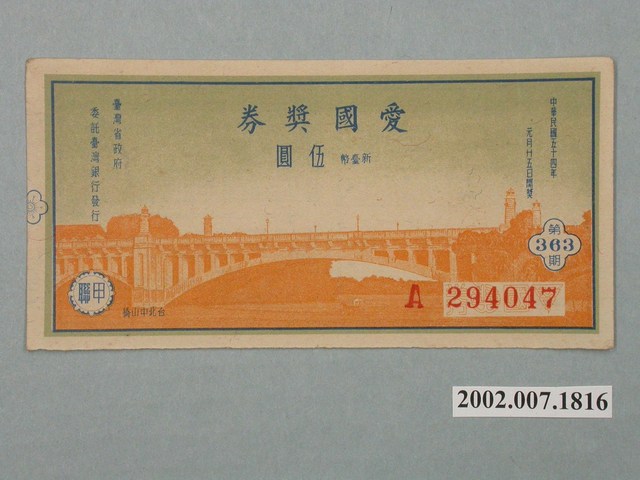 愛國獎券
新臺幣 伍圓
中華民國五十四年
元月廿五日開獎
第
363
期
臺灣省政府
委託臺灣銀行發行
聯甲
台北中山橋
A 294047
2002.007.1816